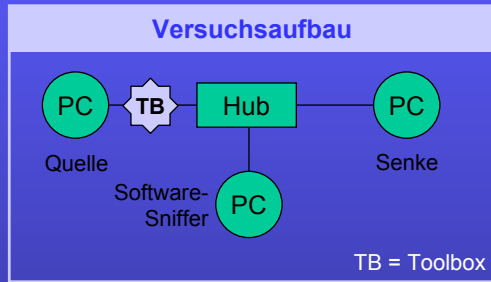 Versuchsaufbau
PC
TB
Hub
PC
Quelle
Senke
Software-
Sniffer
PC
TB = Toolbox